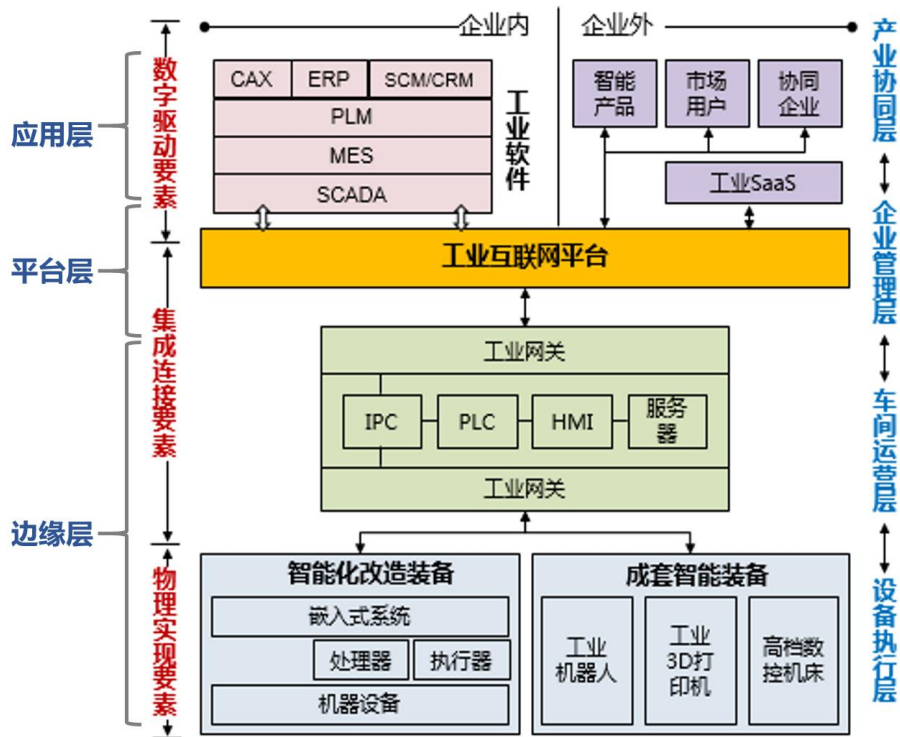 企业内
企业外
应用层
平台层
边缘层
数字驱动要素
集成连接要素
物理实现要素
CAX
ERP
SCM/CRM
PLM
MES
SCADA
工业软件
智能
产品
市场
用户
协同
企业
工业SaaS
工业互联网平台
工业网关
IPC
PLC
HMI
服务
器
工业网关
智能化改造装备
嵌入式系统
处理器
执行器
机器设备
成套智能装备
工业
机器人
工业
3D打
印机
高档数
控机床
产业协同层
企业管理层
车间运营层
设备执行层